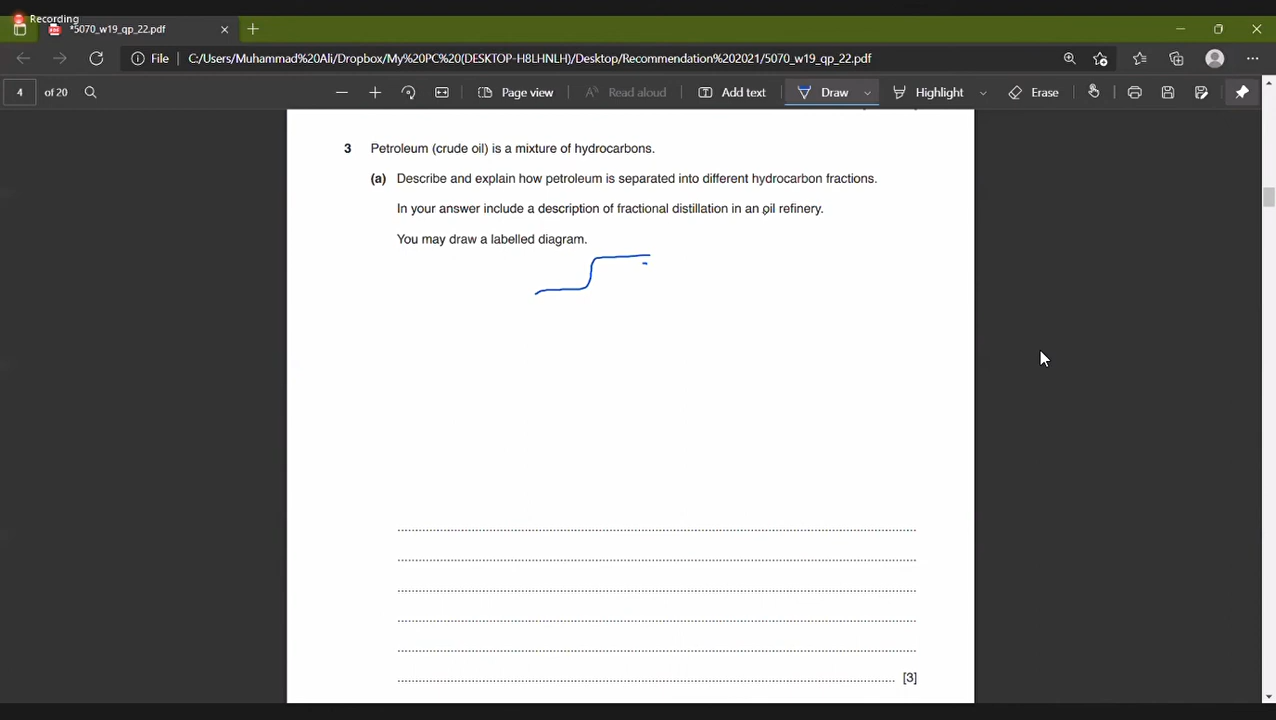 Recording
*5070_w19_qp_22.pdf
File C:/Users/Muhammad%20Ali/Dropbox/My%20PC%20(DESKTOP-H8LHNLH)/Desktop/Recommendation%202021/5070_w19_qp_22.pdf
4 of 20 Page view Read aloud Add text Draw Highlight Erase
3 Petroleum (crude oil) is a mixture of hydrocarbons.
(a) Describe and explain how petroleum is separated into different hydrocarbon fractions.
In your answer include a description of fractional distillation in an oil refinery.
You may draw a labelled diagram.
[3]